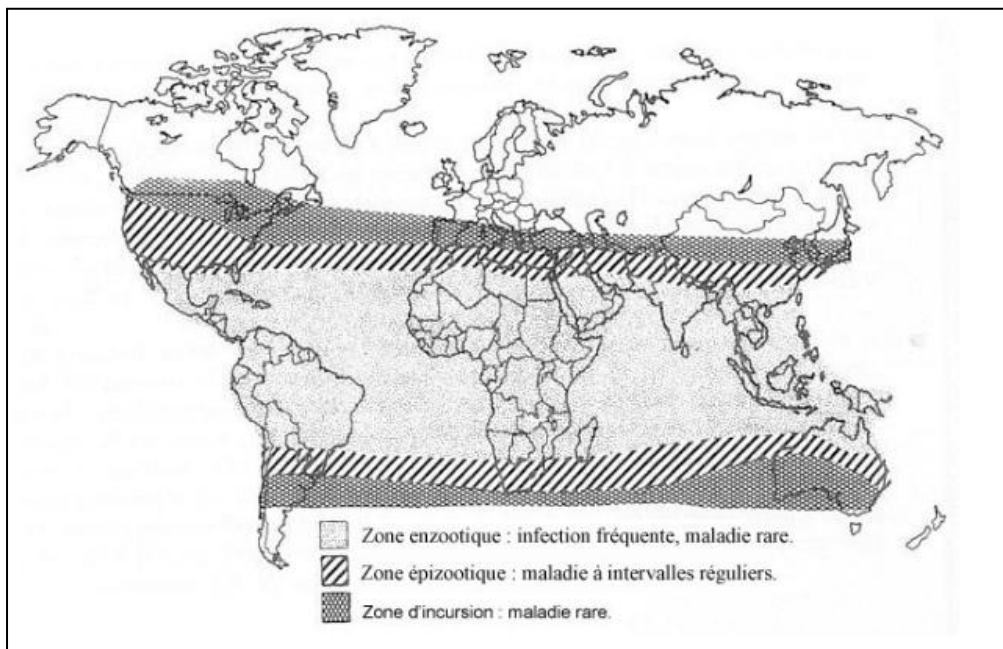 Zone enzootique : infection fréquente, maladie rare.
Zone épizootique : maladie à intervalles réguliers.
Zone d'incursion : maladie rare.